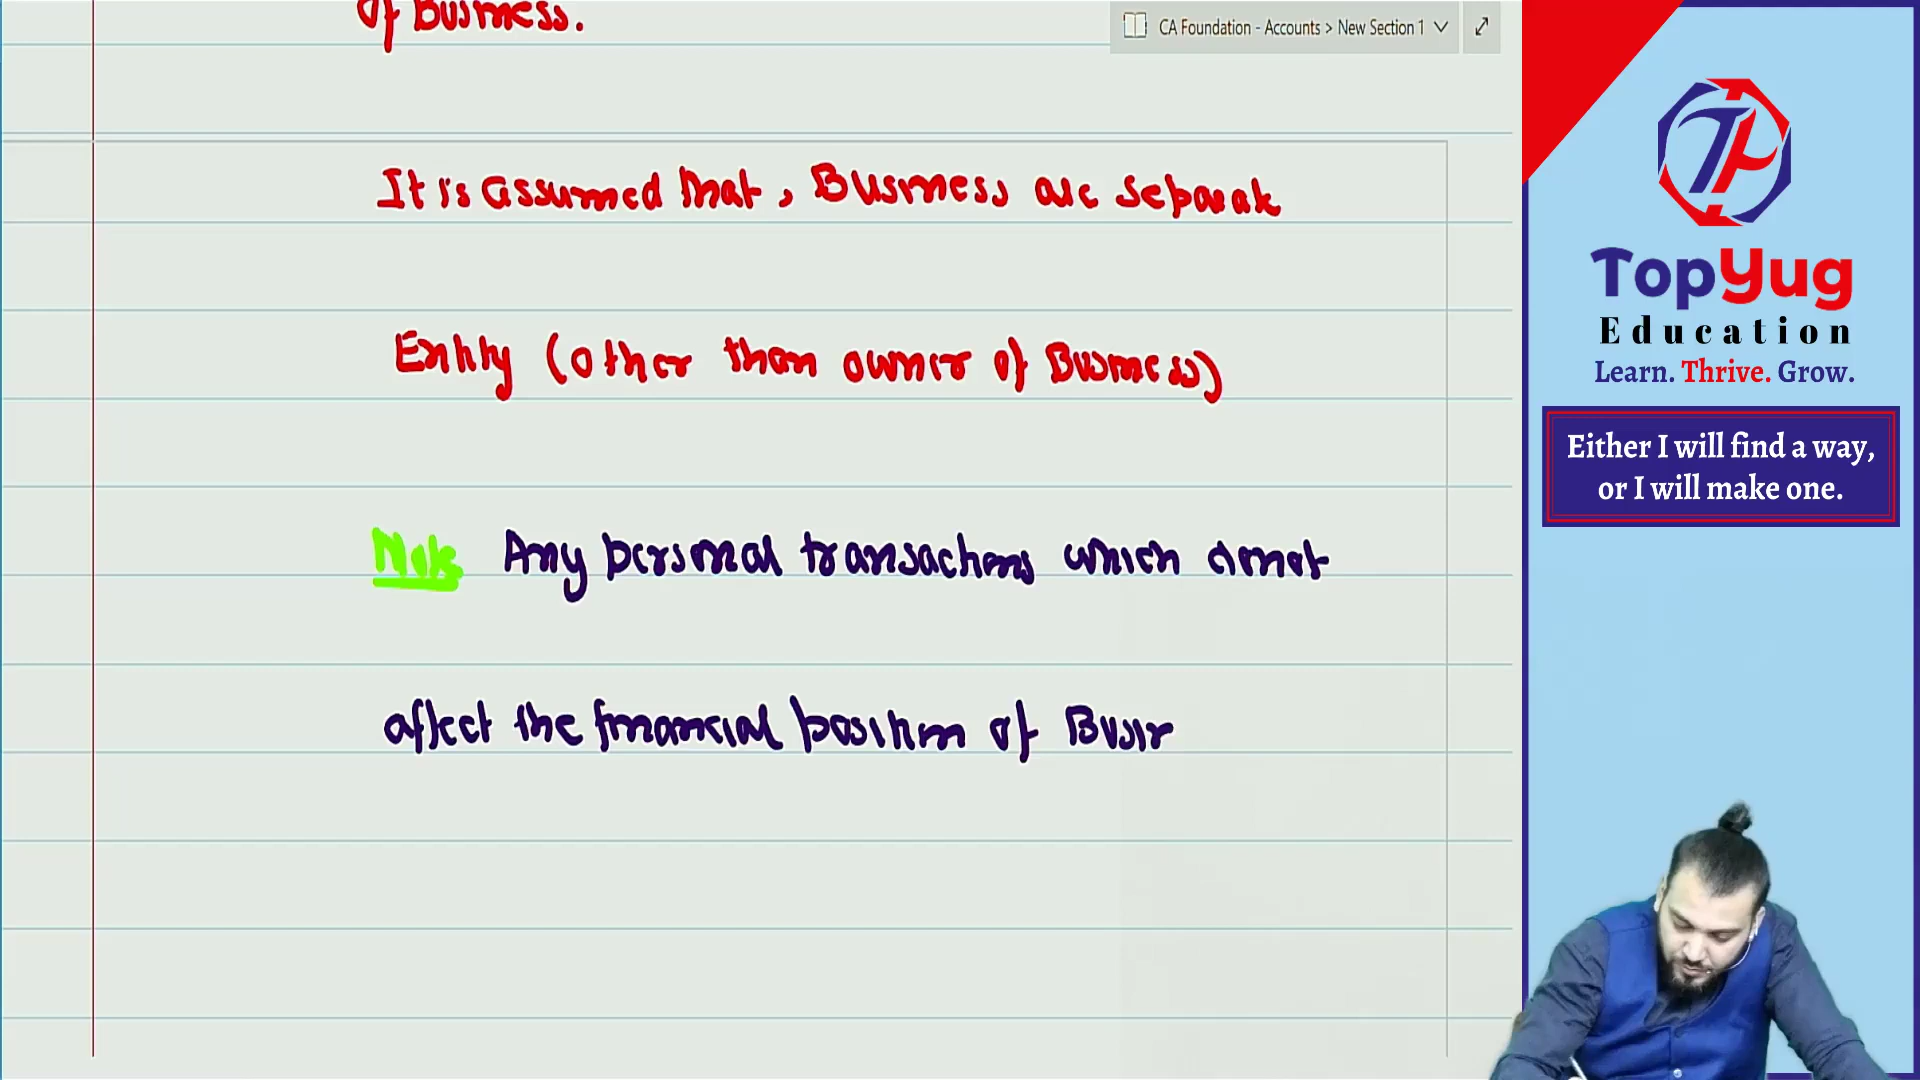 of Business.
CA Foundation - Accounts > New Section 1
It is assumed that, Business are separate
Entity (other than owner of Business)
Note Any personal transactions which donot
affect the financial position of Busin
TopYug
Education
Learn. Thrive. Grow.
Either I will find a way,
or I will make one.